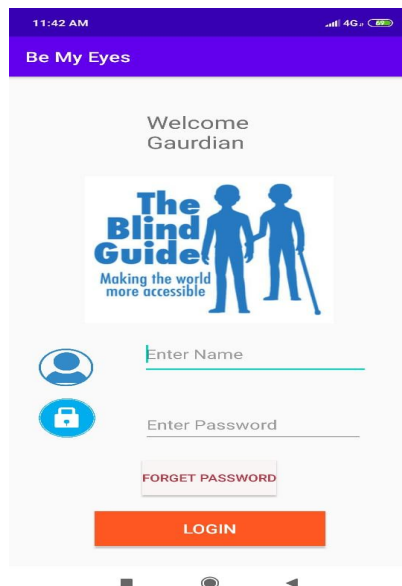 11:42 AM
4G 69
Be My Eyes
Welcome
Gaurdian
The
Blind
Guide
Making the world
more accessible
Enter Name
Enter Password
FORGET PASSWORD
LOGIN